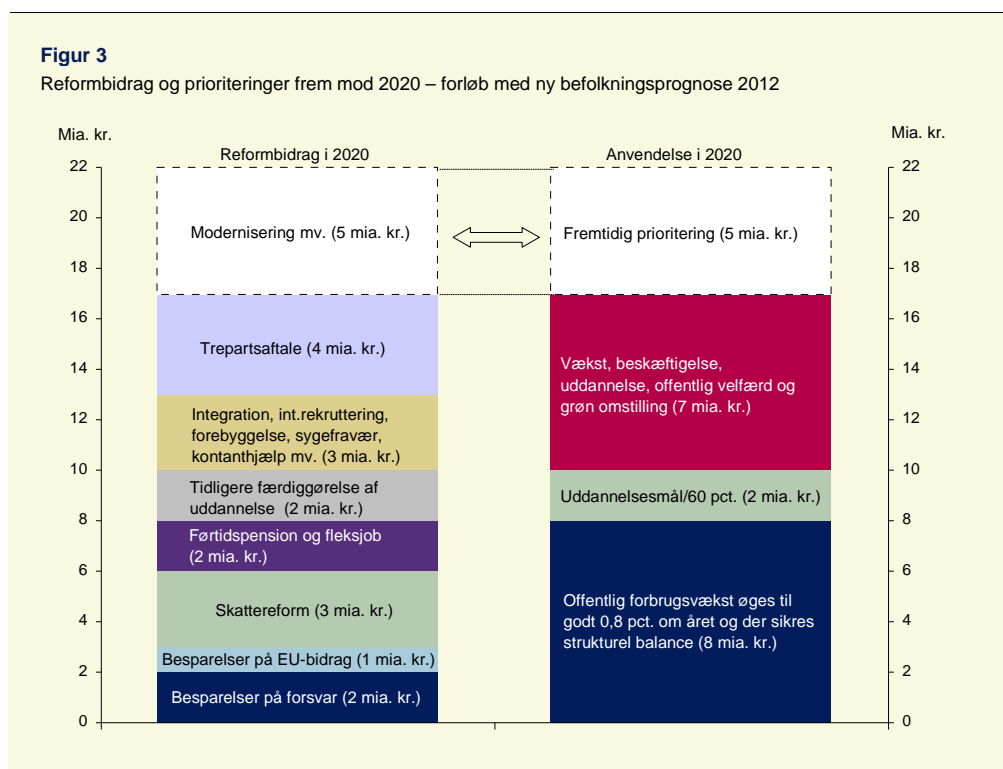 Figur 3
Reformbidrag og prioriteringer frem mod 2020 – forløb med ny befolkningsprognose 2012
Mia. kr.
Mia. kr.
Reformbidrag i 2020
Anvendelse i 2020
22
20
18
16
14
12
10
8
6
4
2
0
Modernisering mv. (5 mia. kr.)
Trepartsaftale (4 mia. kr.)
Integration, int.rekruttering,
forebyggelse, sygefravær,
kontanthjælp mv. (3 mia. kr.)
Tidligere færdiggørelse af
uddannelse (2 mia. kr.)
Førtidspension og fleksjob
(2 mia. kr.)
Skattereform (3 mia. kr.)
Besparelser på EU-bidrag (1 mia. kr.)
Besparelser på forsvar (2 mia. kr.)
Fremtidig prioritering (5 mia. kr.)
Vækst, beskæftigelse,
uddannelse, offentlig velfærd og
grøn omstilling (7 mia. kr.)
Uddannelsesmål/60 pct. (2 mia. kr.)
Offentlig forbrugsvækst øges til
godt 0,8 pct. om året og der sikres
strukturel balance (8 mia. kr.)
22
20
18
16
14
12
10
8
6
4
2
0